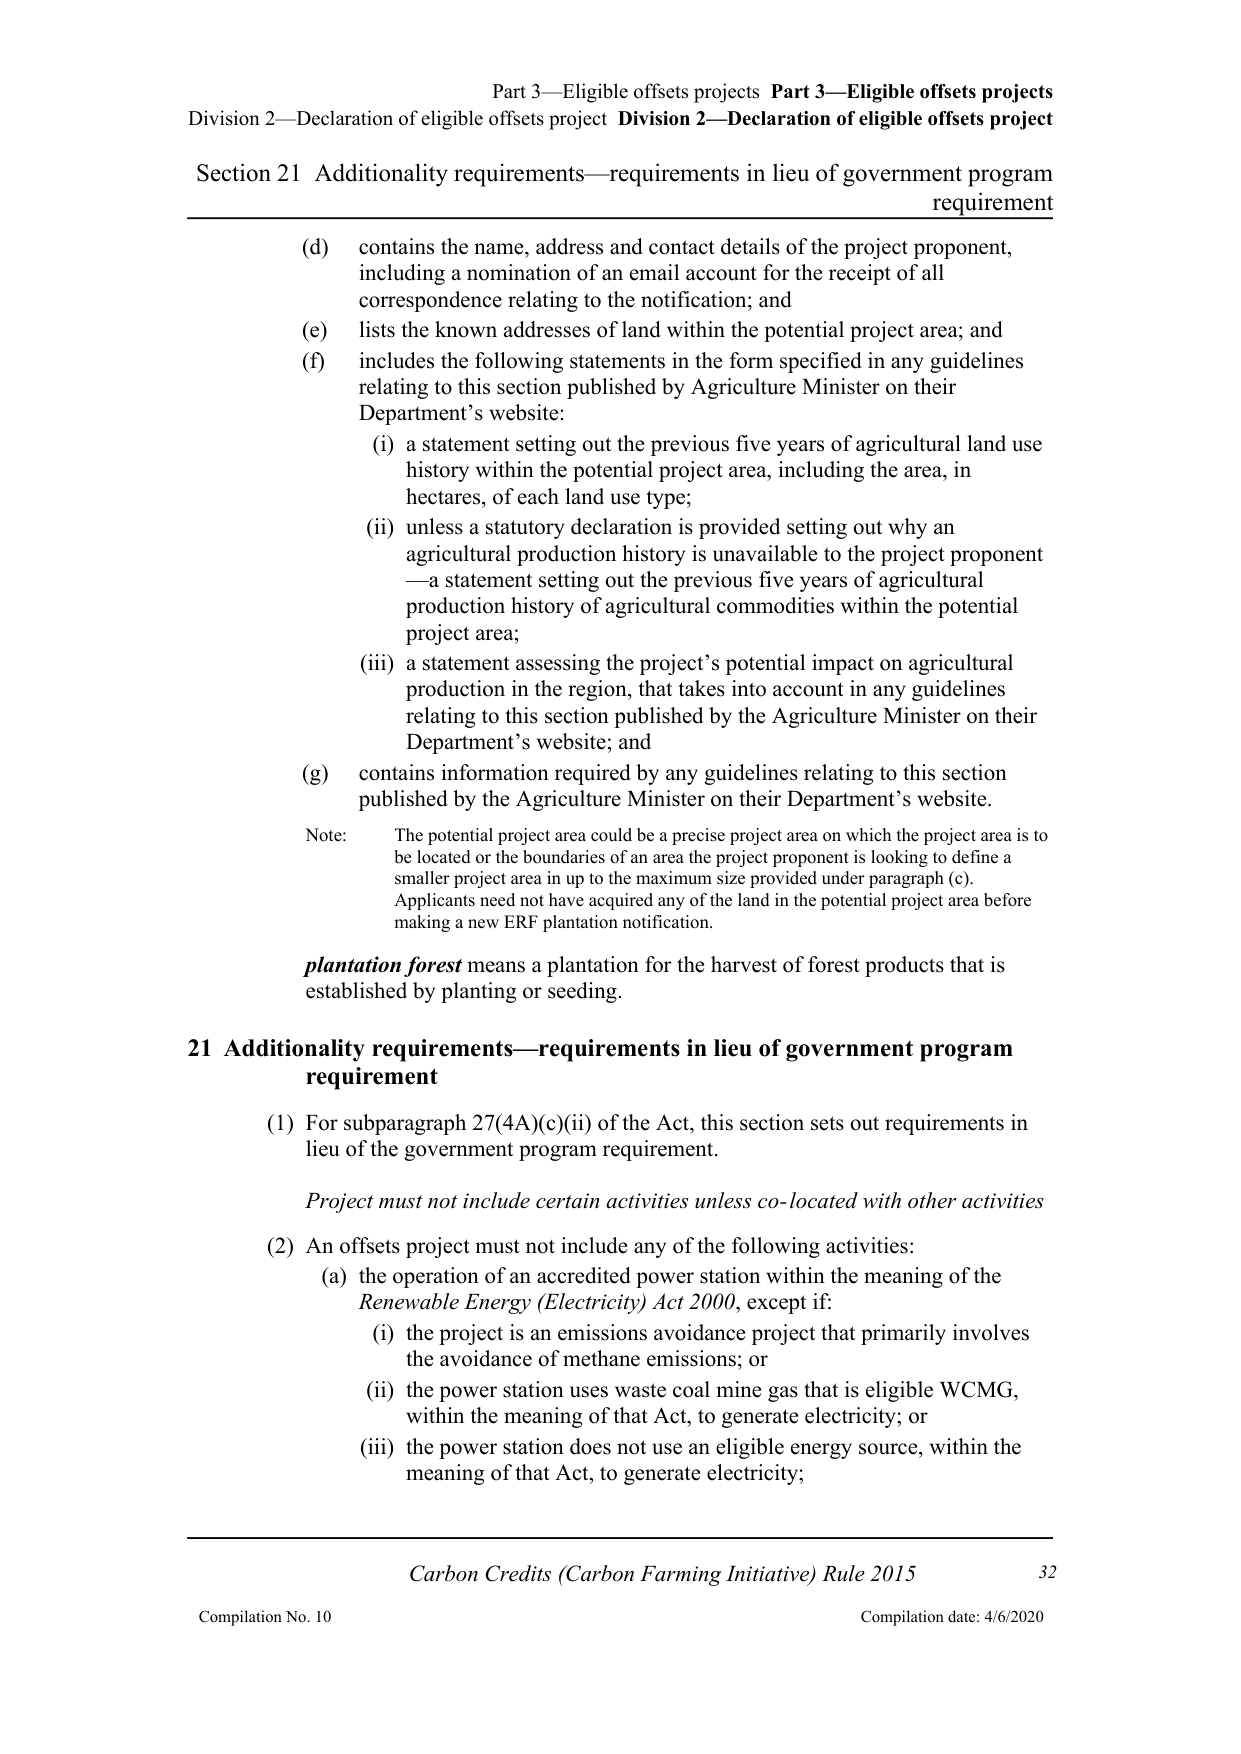 Part 3—Eligible offsets projects  Part 3—Eligible offsets projects
Division 2—Declaration of eligible offsets project  Division 2—Declaration of eligible offsets project
Section 21  Additionality requirements—requirements in lieu of government program
requirement
(d) contains the name, address and contact details of the project proponent,
including a nomination of an email account for the receipt of all
correspondence relating to the notification; and
(e) lists the known addresses of land within the potential project area; and
(f) includes the following statements in the form specified in any guidelines
relating to this section published by Agriculture Minister on their
Department’s website:
(i) a statement setting out the previous five years of agricultural land use
history within the potential project area, including the area, in
hectares, of each land use type;
(ii) unless a statutory declaration is provided setting out why an
agricultural production history is unavailable to the project proponent
—a statement setting out the previous five years of agricultural
production history of agricultural commodities within the potential
project area;
(iii) a statement assessing the project’s potential impact on agricultural
production in the region, that takes into account in any guidelines
relating to this section published by the Agriculture Minister on their
Department’s website; and
(g) contains information required by any guidelines relating to this section
published by the Agriculture Minister on their Department’s website.
Note: The potential project area could be a precise project area on which the project area is to
be located or the boundaries of an area the project proponent is looking to define a
smaller project area in up to the maximum size provided under paragraph (c).
Applicants need not have acquired any of the land in the potential project area before
making a new ERF plantation notification.
plantation forest means a plantation for the harvest of forest products that is
established by planting or seeding.
21  Additionality requirements—requirements in lieu of government program
requirement
(1) For subparagraph 27(4A)(c)(ii) of the Act, this section sets out requirements in
lieu of the government program requirement.
Project must not include certain activities unless co-located with other activities
(2) An offsets project must not include any of the following activities:
(a) the operation of an accredited power station within the meaning of the
Renewable Energy (Electricity) Act 2000, except if:
(i) the project is an emissions avoidance project that primarily involves
the avoidance of methane emissions; or
(ii) the power station uses waste coal mine gas that is eligible WCMG,
within the meaning of that Act, to generate electricity; or
(iii) the power station does not use an eligible energy source, within the
meaning of that Act, to generate electricity;
Carbon Credits (Carbon Farming Initiative) Rule 2015 32
Compilation No. 10 Compilation date: 4/6/2020